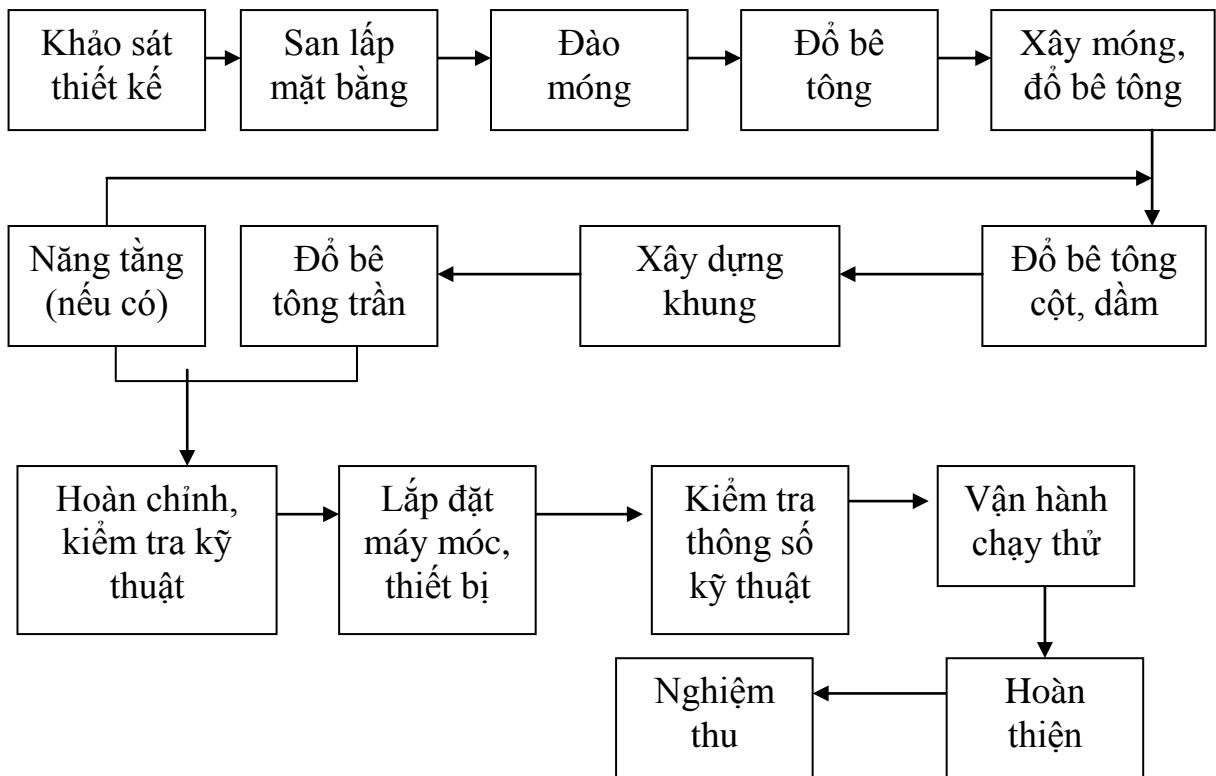 Khảo sát
thiết kế
San lấp
mặt bằng
Đào
móng
Đổ bê
tông
Xây móng,
đổ bê tông
Năng tằng
(nếu có)
Đổ bê
tông trần
Xây dựng
khung
Đổ bê tông
cột, dầm
Hoàn chỉnh,
kiểm tra kỹ
thuật
Lắp đặt
máy móc,
thiết bị
Kiểm tra
thông số
kỹ thuật
Vận hành
chạy thử
Nghiệm
thu
Hoàn
thiện